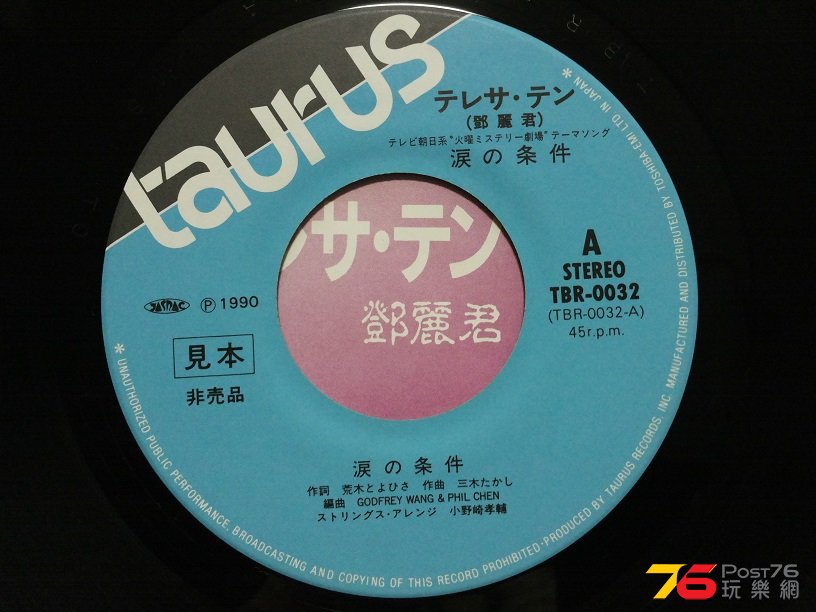 taurus
テレサ・テン
(鄧麗君)
テレビ朝日系“火曜ミステリー劇場”テーマソング
涙の条件
レサ・テン
鄧麗君
A
STEREO
TBR-0032
(TBR-0032-A)
45r.p.m.
JASRAC
Ⓟ 1990
見本
非売品
涙の条件
作詞 荒木とよひさ 作曲 三木たかし
編曲 GODFREY WANG & PHIL CHEN
ストリングス・アレンジ 小野崎孝輔
* UNAUTHORIZED PUBLIC PERFORMANCE, BROADCASTING AND COPYING OF THIS RECORD PROHIBITED-PRODUCED BY TAURUS RECORDS, INC. MANUFACTURED AND DISTRIBUTED BY TOSHIBA-EMI LTD IN JAPAN *
76 POST76
玩樂網